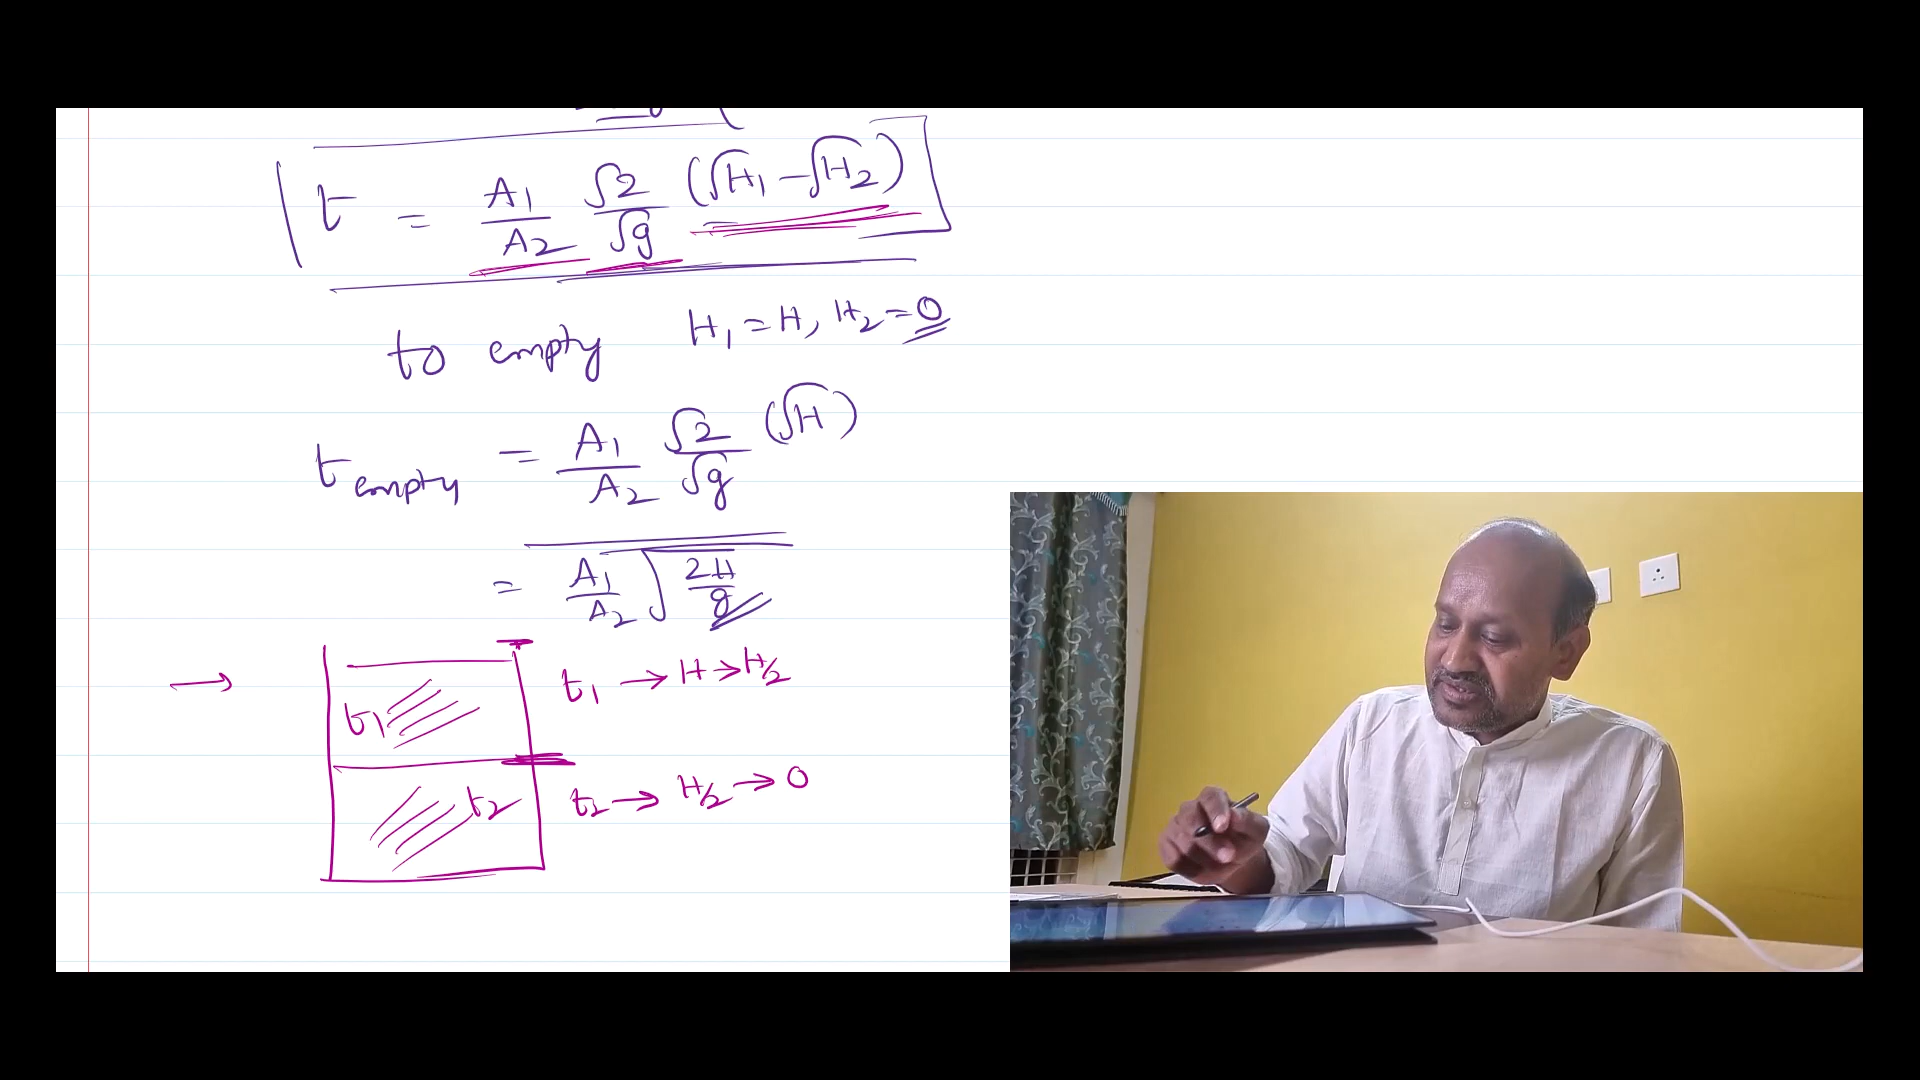 t = A1/A2 √2/√g (√H1 - √H2)
to empty H1 = H, H2 = 0
t empty = A1/A2 √2/√g (√H)
= A1/A2 √(2H/g)
→ t1 → H → H/2
t1
t2 t2 → H/2 → 0